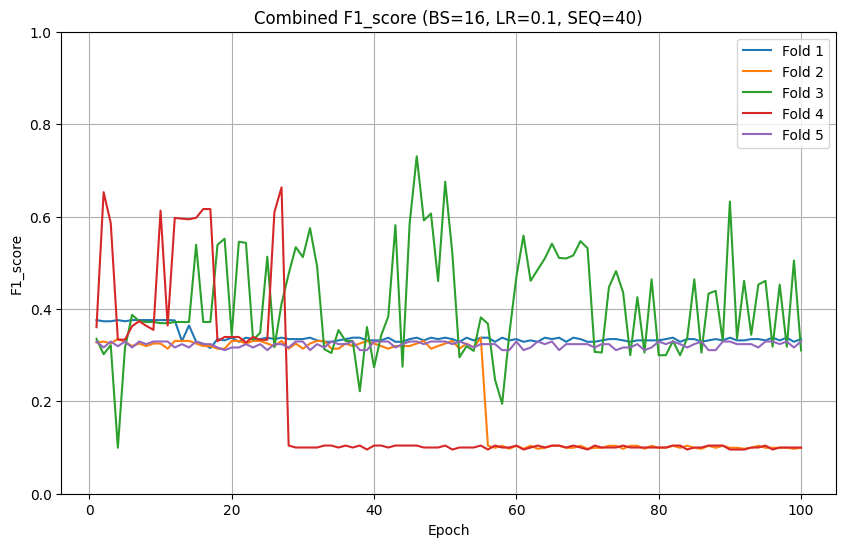 Combined F1_score (BS=16, LR=0.1, SEQ=40)
1.0
0.8
0.6
0.4
0.2
0.0
F1_score
0
20
40
60
80
100
Epoch
Fold 1
Fold 2
Fold 3
Fold 4
Fold 5